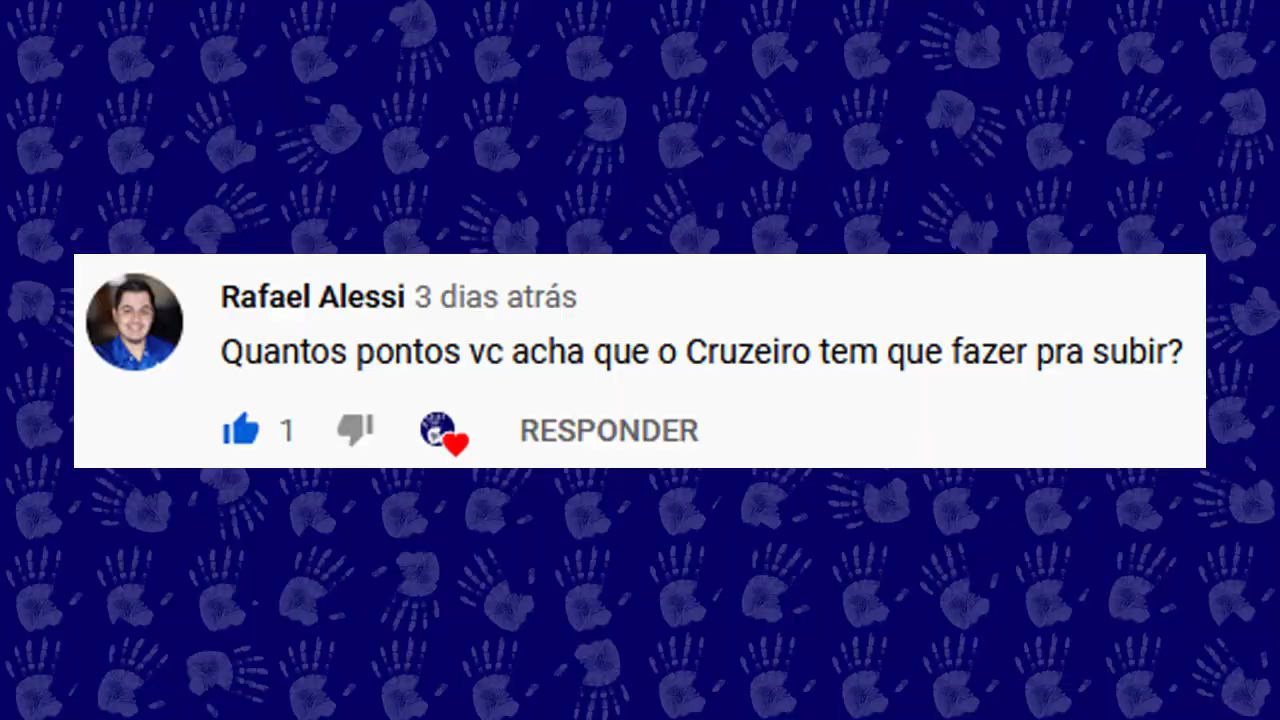 Rafael Alessi 3 dias atrás
Quantos pontos vc acha que o Cruzeiro tem que fazer pra subir?
1 RESPONDER